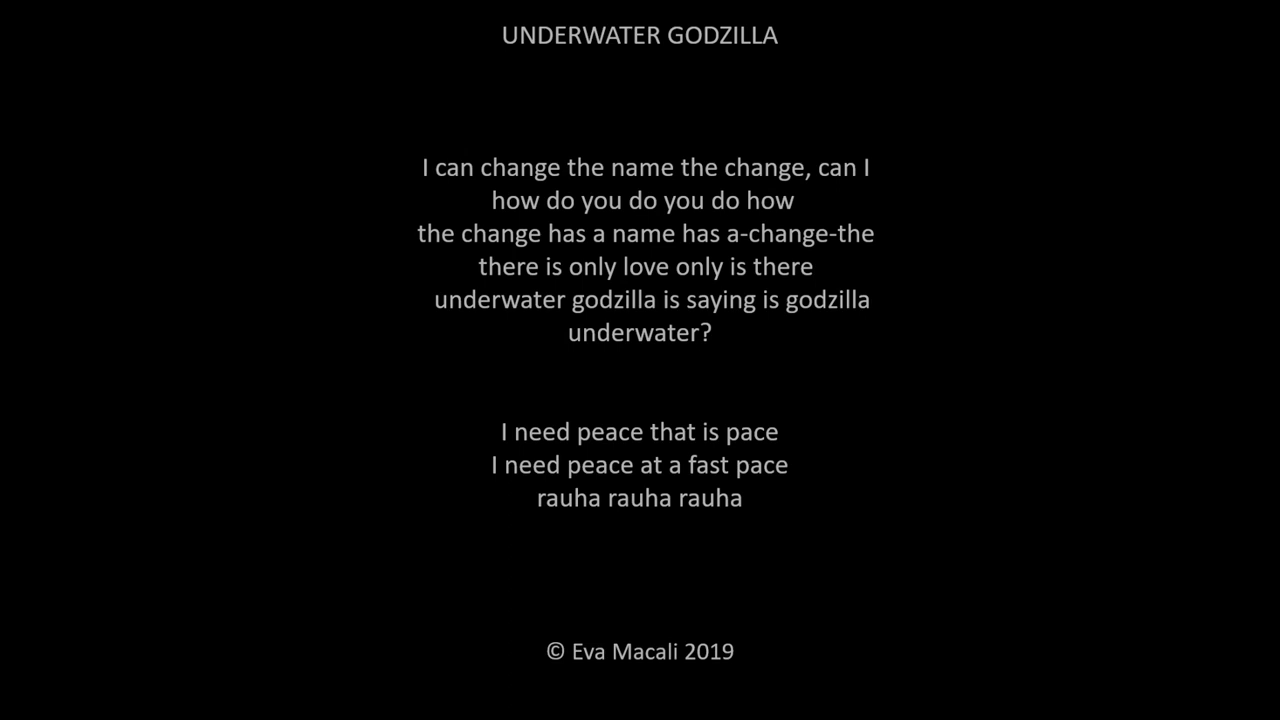 UNDERWATER GODZILLA
I can change the name the change, can I
how do you do you do how
the change has a name has a-change-the
there is only love only is there
underwater godzilla is saying is godzilla
underwater?
I need peace that is pace
I need peace at a fast pace
rauha rauha rauha
© Eva Macali 2019